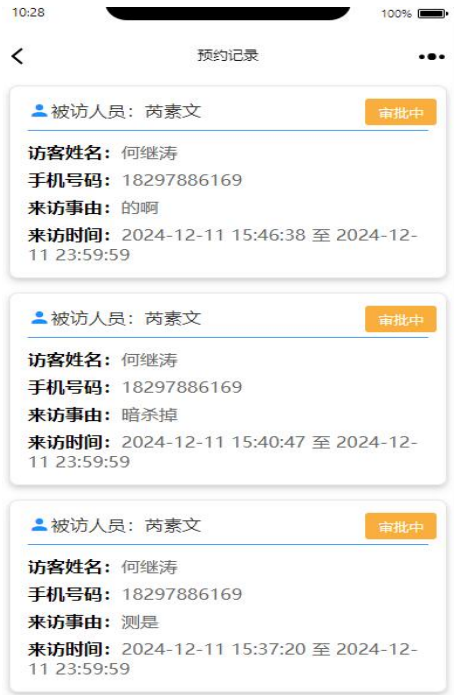 10:28
100%
预约记录
被访人员：芮素文
审批中
访客姓名：何继涛
手机号码：18297886169
来访事由：的啊
来访时间：2024-12-11 15:46:38 至 2024-12-
11 23:59:59
被访人员：芮素文
审批中
访客姓名：何继涛
手机号码：18297886169
来访事由：暗杀掉
来访时间：2024-12-11 15:40:47 至 2024-12-
11 23:59:59
被访人员：芮素文
审批中
访客姓名：何继涛
手机号码：18297886169
来访事由：测是
来访时间：2024-12-11 15:37:20 至 2024-12-
11 23:59:59